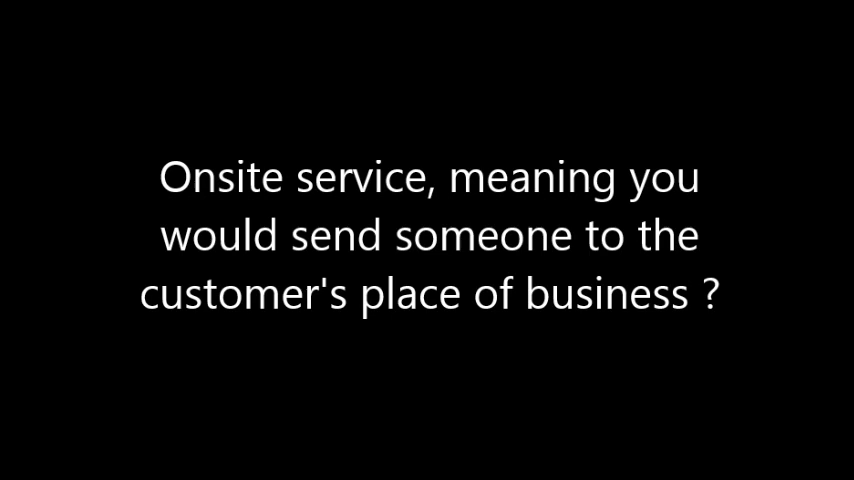 Onsite service, meaning you
would send someone to the
customer's place of business ?